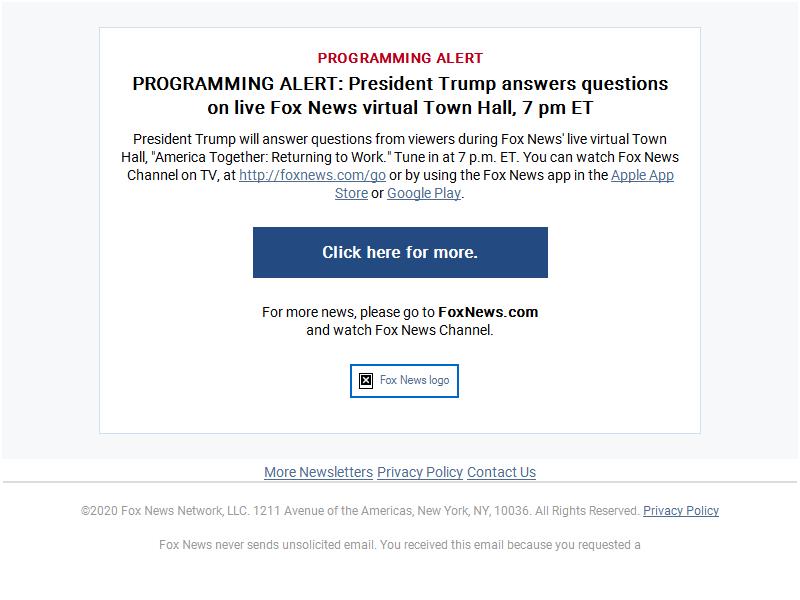 PROGRAMMING ALERT
PROGRAMMING ALERT: President Trump answers questions
on live Fox News virtual Town Hall, 7 pm ET
President Trump will answer questions from viewers during Fox News' live virtual Town
Hall, "America Together: Returning to Work." Tune in at 7 p.m. ET. You can watch Fox News
Channel on TV, at http://foxnews.com/go or by using the Fox News app in the Apple App
Store or Google Play.
Click here for more.
For more news, please go to FoxNews.com
and watch Fox News Channel.
Fox News logo
More Newsletters Privacy Policy Contact Us
©2020 Fox News Network, LLC. 1211 Avenue of the Americas, New York, NY, 10036. All Rights Reserved. Privacy Policy
Fox News never sends unsolicited email. You received this email because you requested a